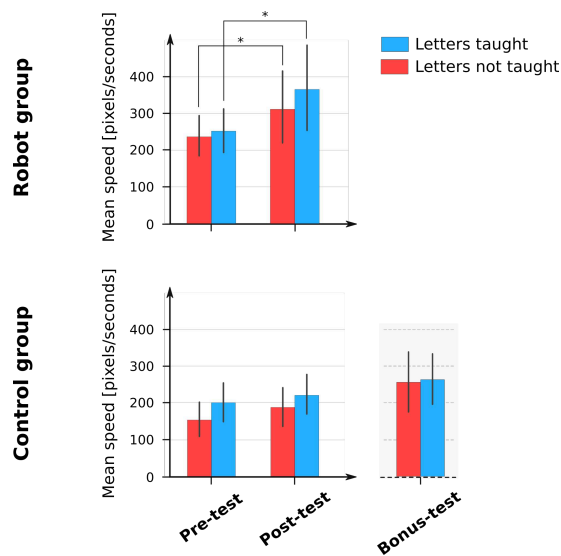 Robot group
Mean speed [pixels/seconds]
400
300
200
100
0
*
*
Letters taught
Letters not taught
Control group
Mean speed [pixels/seconds]
400
300
200
100
0
Pre-test
Post-test
Bonus-test